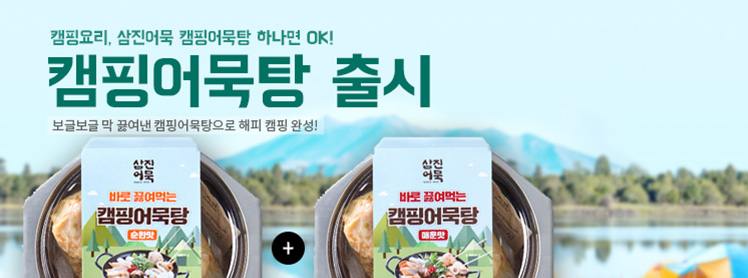 캠핑요리, 삼진어묵 캠핑어묵탕 하나면 OK!
캠핑어묵탕 출시
보글보글 막 끓여낸 캠핑어묵탕으로 해피 캠핑 완성!
삼진
어묵
바로 끓여먹는
캠핑어묵탕
순한맛
+
삼진
어묵
바로 끓여먹는
캠핑어묵탕
매운맛